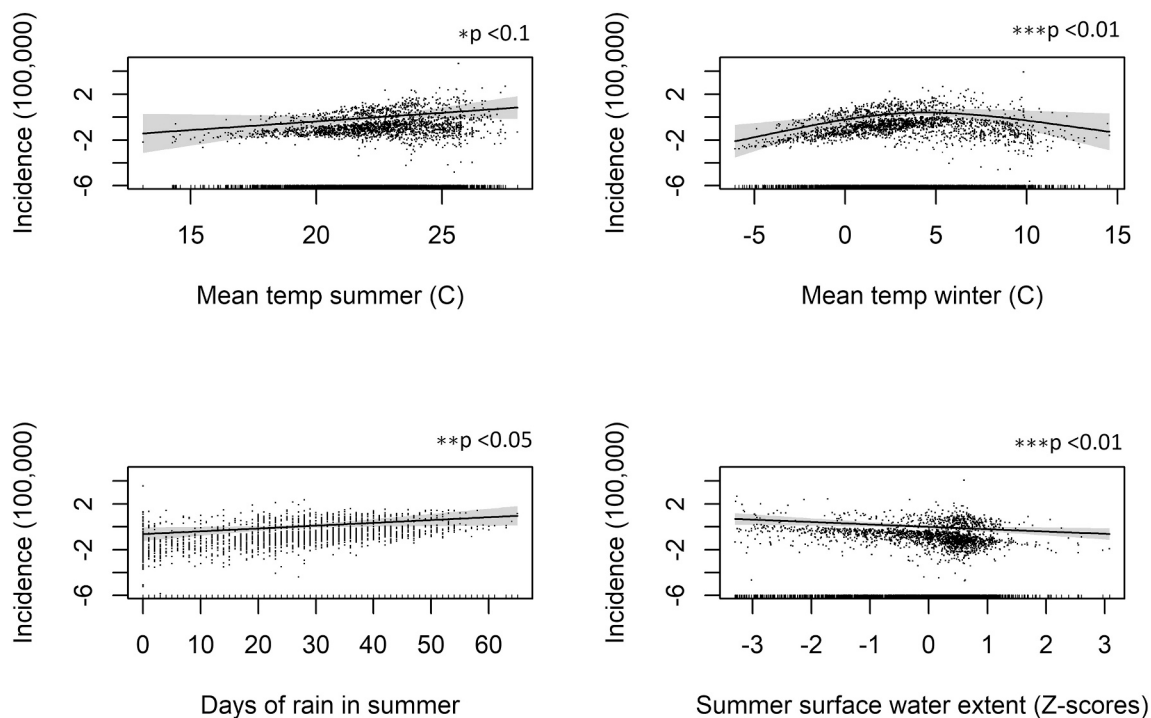 *p <0.1
Incidence (100,000)
2
-2
-6
15 20 25
Mean temp summer (C)
***p <0.01
Incidence (100,000)
2
-2
-6
-5 0 5 10 15
Mean temp winter (C)
**p <0.05
Incidence (100,000)
2
-2
-6
0 10 20 30 40 50 60
Days of rain in summer
***p <0.01
Incidence (100,000)
2
-2
-6
-3 -2 -1 0 1 2 3
Summer surface water extent (Z-scores)